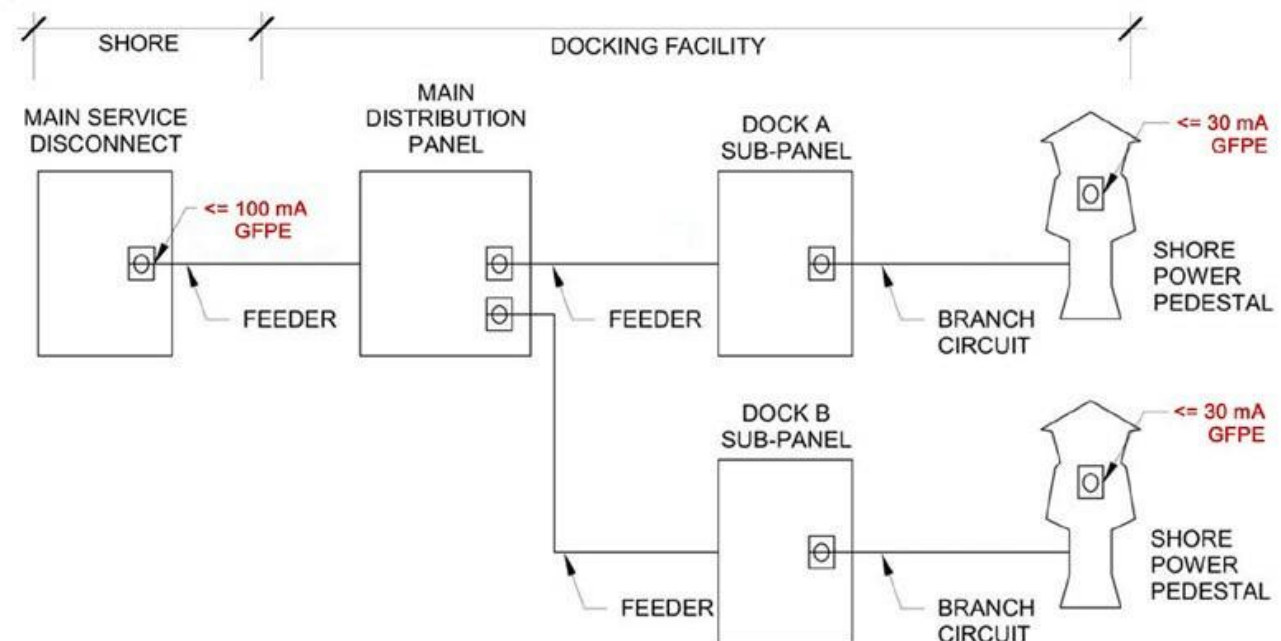 SHORE
DOCKING FACILITY
MAIN SERVICE
DISCONNECT
MAIN
DISTRIBUTION
PANEL
DOCK A
SUB-PANEL
<= 30 mA
GFPE
<= 100 mA
GFPE
SHORE
POWER
PEDESTAL
FEEDER
FEEDER
BRANCH
CIRCUIT
DOCK B
SUB-PANEL
<= 30 mA
GFPE
SHORE
POWER
PEDESTAL
FEEDER
BRANCH
CIRCUIT